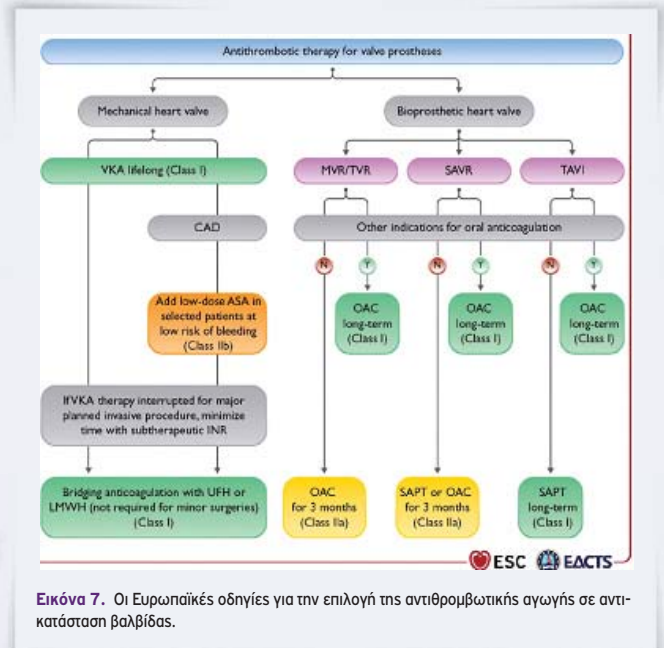 Antithrombotic therapy for valve prostheses
Mechanical heart valve
Bioprosthetic heart valve
VKA lifelong (Class I)
MVR/TVR
SAVR
TAVI
CAD
Other indications for oral anticoagulation
N
Y
N
Y
N
Y
Add low-dose ASA in
selected patients at
low risk of bleeding
(Class IIb)
OAC
long-term
(Class I)
OAC
long-term
(Class I)
OAC
long-term
(Class I)
If VKA therapy interrupted for major
planned invasive procedure, minimize
time with subtherapeutic INR
Bridging anticoagulation with UFH or
LMWH (not required for minor surgeries)
(Class I)
OAC
for 3 months
(Class IIa)
SAPT or OAC
for 3 months
(Class IIa)
SAPT
long-term
(Class I)
ESC EACTS
Εικόνα 7. Οι Ευρωπαϊκές οδηγίες για την επιλογή της αντιθρομβωτικής αγωγής σε αντι-
κατάσταση βαλβίδας.